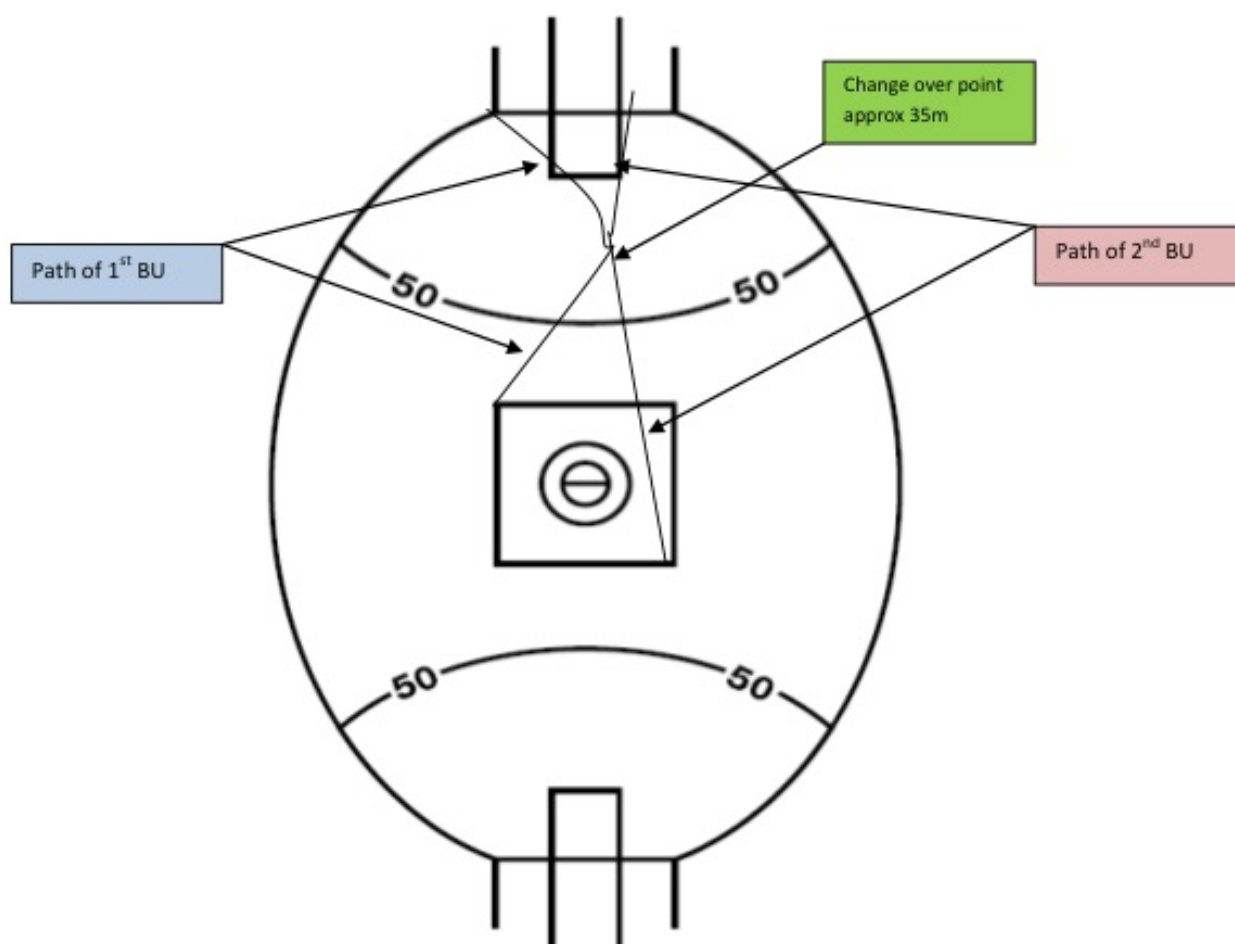 Change over point
approx 35m
Path of 1st BU
Path of 2nd BU
50
50
50
50